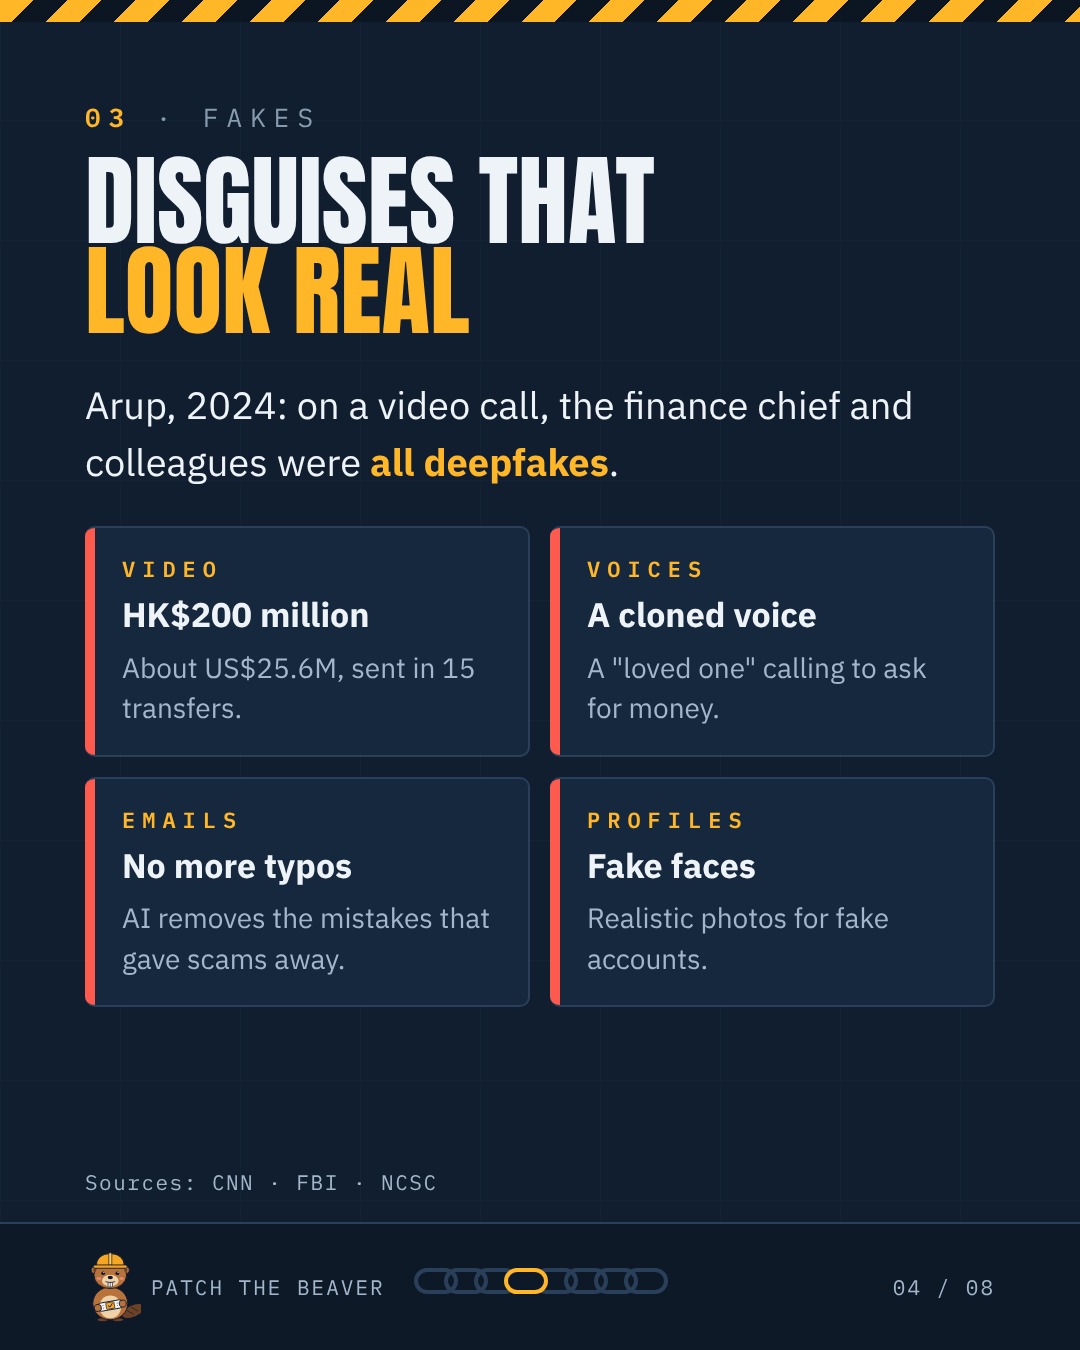 03 · FAKES
DISGUISES THAT
LOOK REAL
Arup, 2024: on a video call, the finance chief and
colleagues were all deepfakes.
VIDEO
HK$200 million
About US$25.6M, sent in 15
transfers.
VOICES
A cloned voice
A "loved one" calling to ask
for money.
EMAILS
No more typos
AI removes the mistakes that
gave scams away.
PROFILES
Fake faces
Realistic photos for fake
accounts.
Sources: CNN · FBI · NCSC
PATCH THE BEAVER
04 / 08